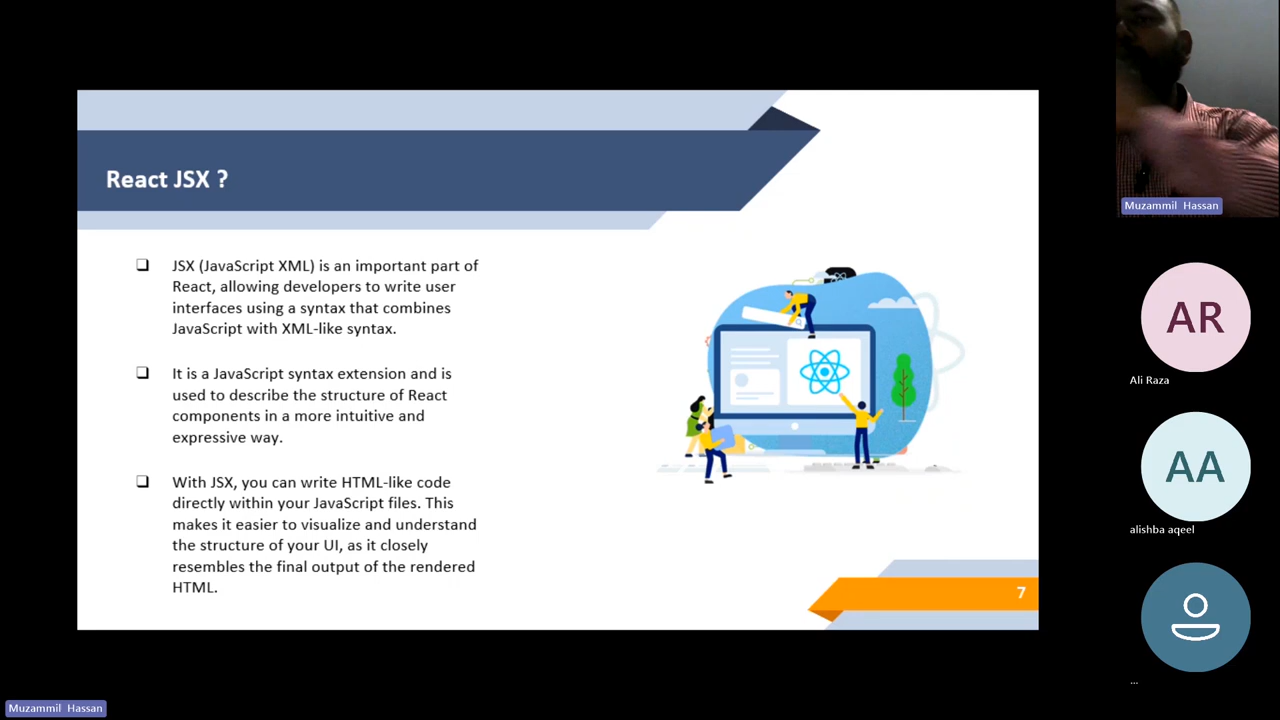 React JSX ?
JSX (JavaScript XML) is an important part of
React, allowing developers to write user
interfaces using a syntax that combines
JavaScript with XML-like syntax.
It is a JavaScript syntax extension and is
used to describe the structure of React
components in a more intuitive and
expressive way.
With JSX, you can write HTML-like code
directly within your JavaScript files. This
makes it easier to visualize and understand
the structure of your UI, as it closely
resembles the final output of the rendered
HTML.
7
Muzammil Hassan
AR
Ali Raza
AA
alishba aqeel
...
Muzammil Hassan